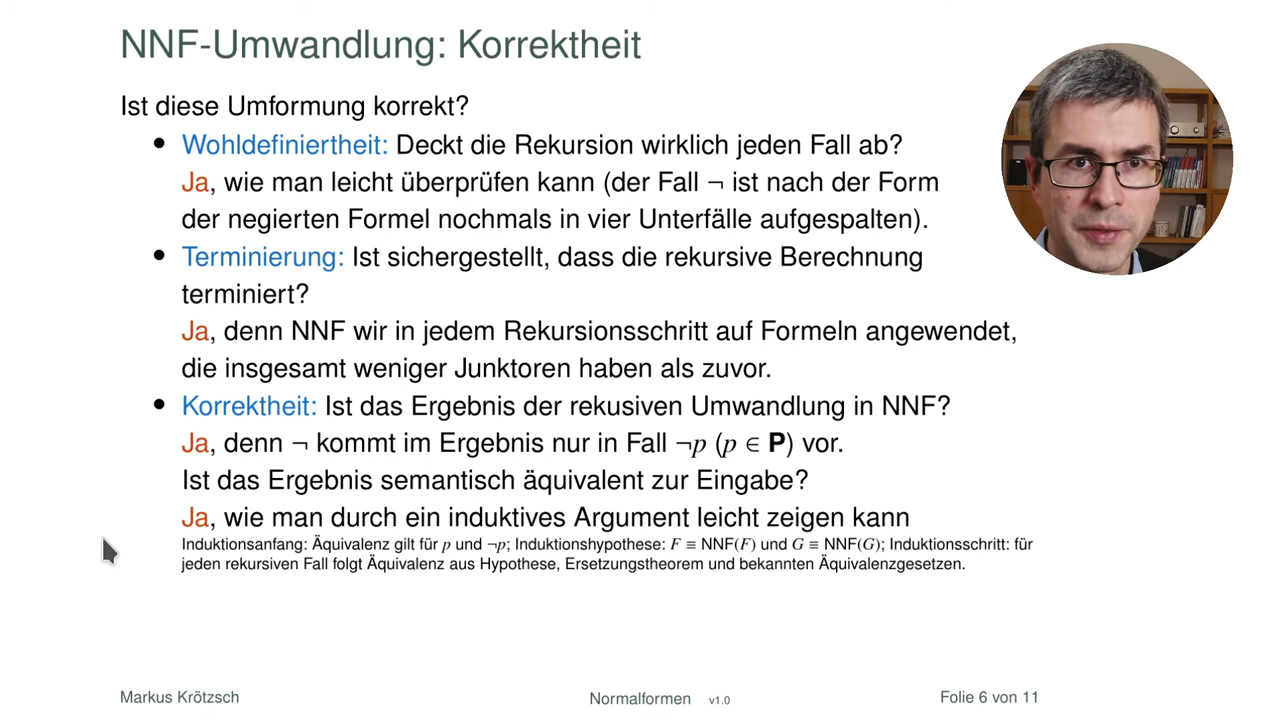 NNF-Umwandlung: Korrektheit
Ist diese Umformung korrekt?
• Wohldefiniertheit: Deckt die Rekursion wirklich jeden Fall ab?
Ja, wie man leicht überprüfen kann (der Fall ¬ ist nach der Form
der negierten Formel nochmals in vier Unterfälle aufgespalten).
• Terminierung: Ist sichergestellt, dass die rekursive Berechnung
terminiert?
Ja, denn NNF wir in jedem Rekursionsschritt auf Formeln angewendet,
die insgesamt weniger Junktoren haben als zuvor.
• Korrektheit: Ist das Ergebnis der rekusiven Umwandlung in NNF?
Ja, denn ¬ kommt im Ergebnis nur in Fall ¬p (p ∈ P) vor.
Ist das Ergebnis semantisch äquivalent zur Eingabe?
Ja, wie man durch ein induktives Argument leicht zeigen kann
Induktionsanfang: Äquivalenz gilt für p und ¬p; Induktionshypothese: F ≡ NNF(F) und G ≡ NNF(G); Induktionsschritt: für
jeden rekursiven Fall folgt Äquivalenz aus Hypothese, Ersetzungstheorem und bekannten Äquivalenzgesetzen.
Markus Krötzsch Normalformen v1.0 Folie 6 von 11